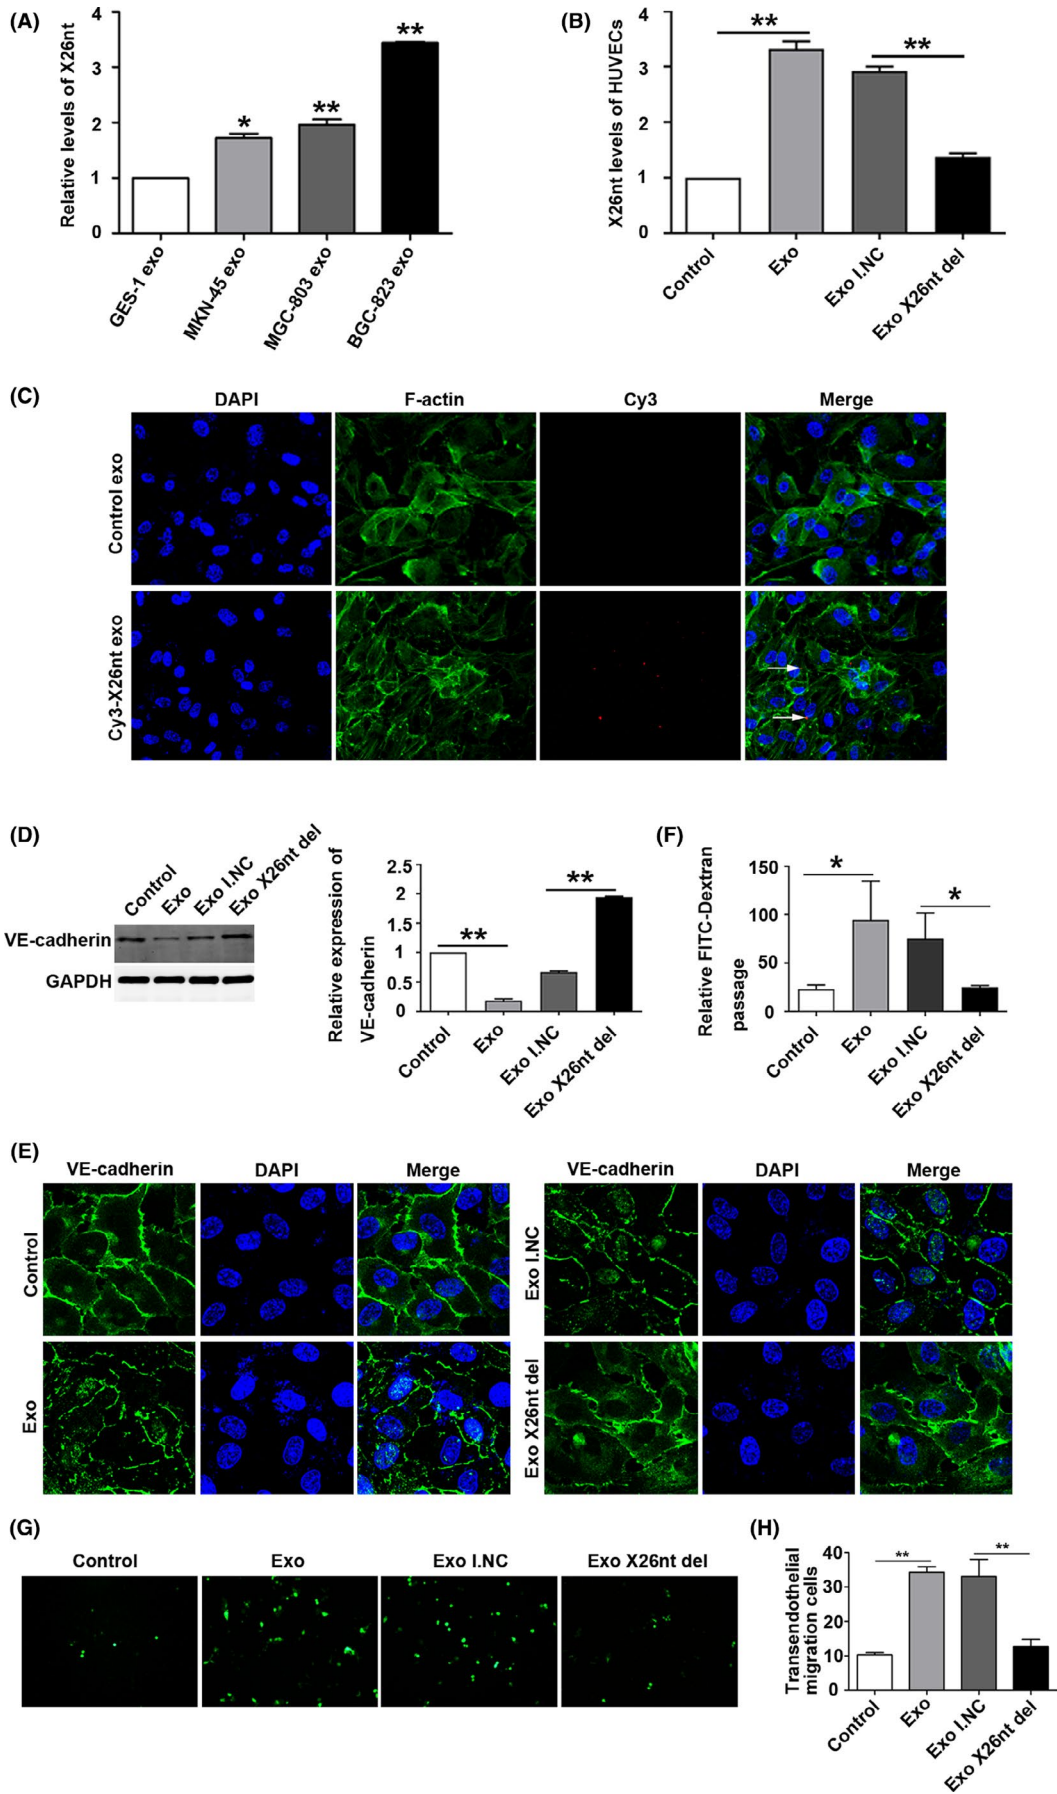 (A)
Relative levels of X26nt
4
3
2
1
0
*
**
**
GES-1 exo
MKN-45 exo
MGC-803 exo
BGC-823 exo
(B)
X26nt levels of HUVECs
4
3
2
1
0
**
**
Control
Exo
Exo I.NC
Exo X26nt del
(C)
DAPI
F-actin
Cy3
Merge
Control exo
Cy3-X26nt exo
(D)
Control
Exo
Exo I.NC
Exo X26nt del
VE-cadherin
GAPDH
Relative expression of
VE-cadherin
2.5
2
1.5
1
0.5
0
**
**
Control
Exo
Exo I.NC
Exo X26nt del
(F)
Relative FITC-Dextran
passage
150
100
50
0
*
*
Control
Exo
Exo I.NC
Exo X26nt del
(E)
VE-cadherin
DAPI
Merge
VE-cadherin
DAPI
Merge
Control
Exo I.NC
Exo
Exo X26nt del
(G)
Control
Exo
Exo I.NC
Exo X26nt del
(H)
Transendothelial
migration cells
40
30
20
10
0
**
**
Control
Exo
Exo I.NC
Exo X26nt del